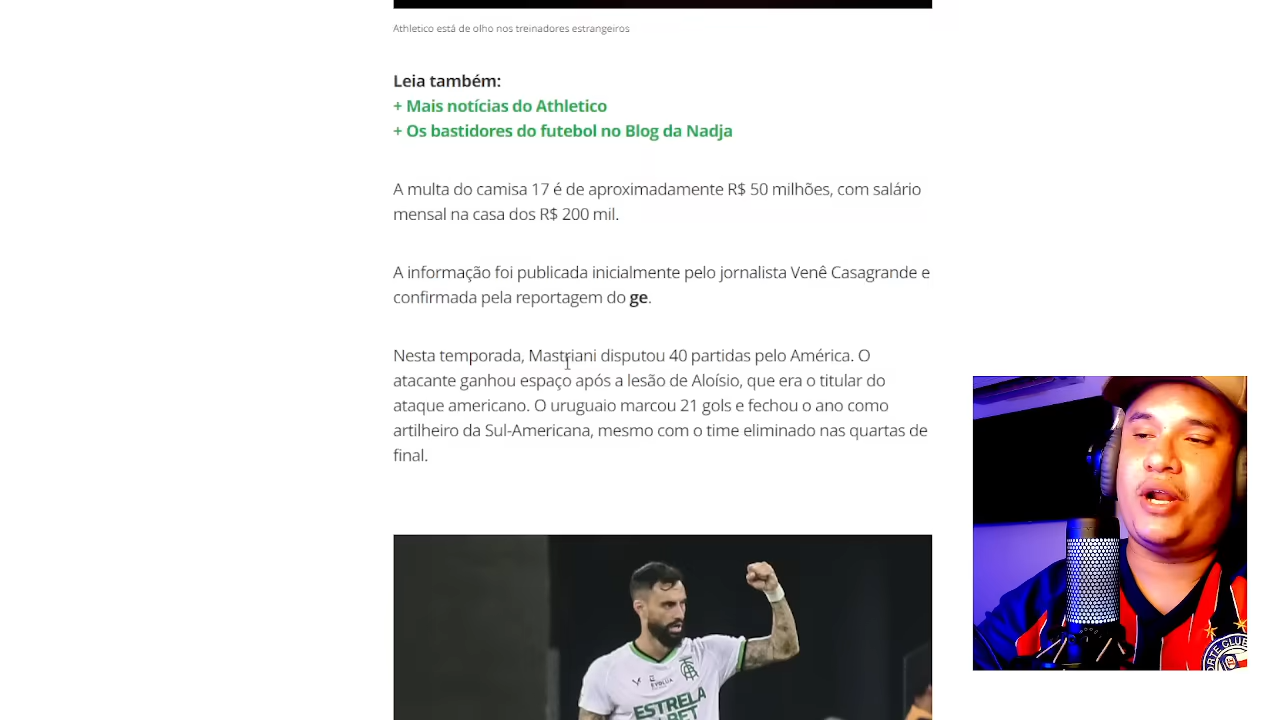 Athletico está de olho nos treinadores estrangeiros
Leia também:
+ Mais notícias do Athletico
+ Os bastidores do futebol no Blog da Nadja
A multa do camisa 17 é de aproximadamente R$ 50 milhões, com salário
mensal na casa dos R$ 200 mil.
A informação foi publicada inicialmente pelo jornalista Venê Casagrande e
confirmada pela reportagem do ge.
Nesta temporada, Mastriani disputou 40 partidas pelo América. O
atacante ganhou espaço após a lesão de Aloísio, que era o titular do
ataque americano. O uruguaio marcou 21 gols e fechou o ano como
artilheiro da Sul-Americana, mesmo com o time eliminado nas quartas de
final.
EVOLUA
ESTRELA
BET
RTE CLUB